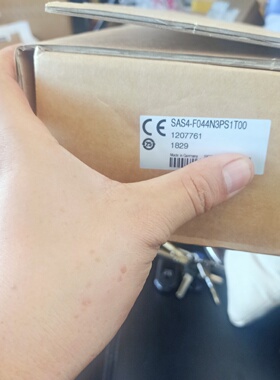 CE SAS4-F044N3PS1T00
1207761
1829
Made in Germany